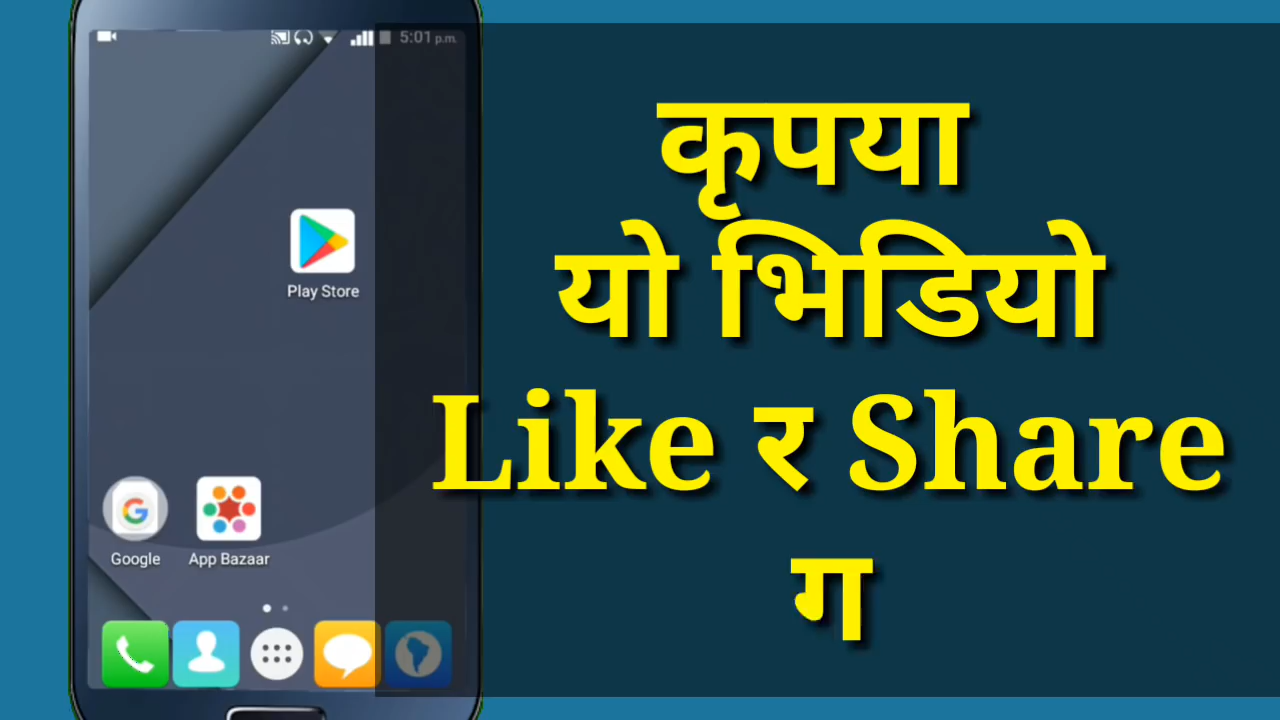 5:01 p.m.
Play Store
Google
App Bazaar
कृपया
यो भिडियो
Like र Share
ग